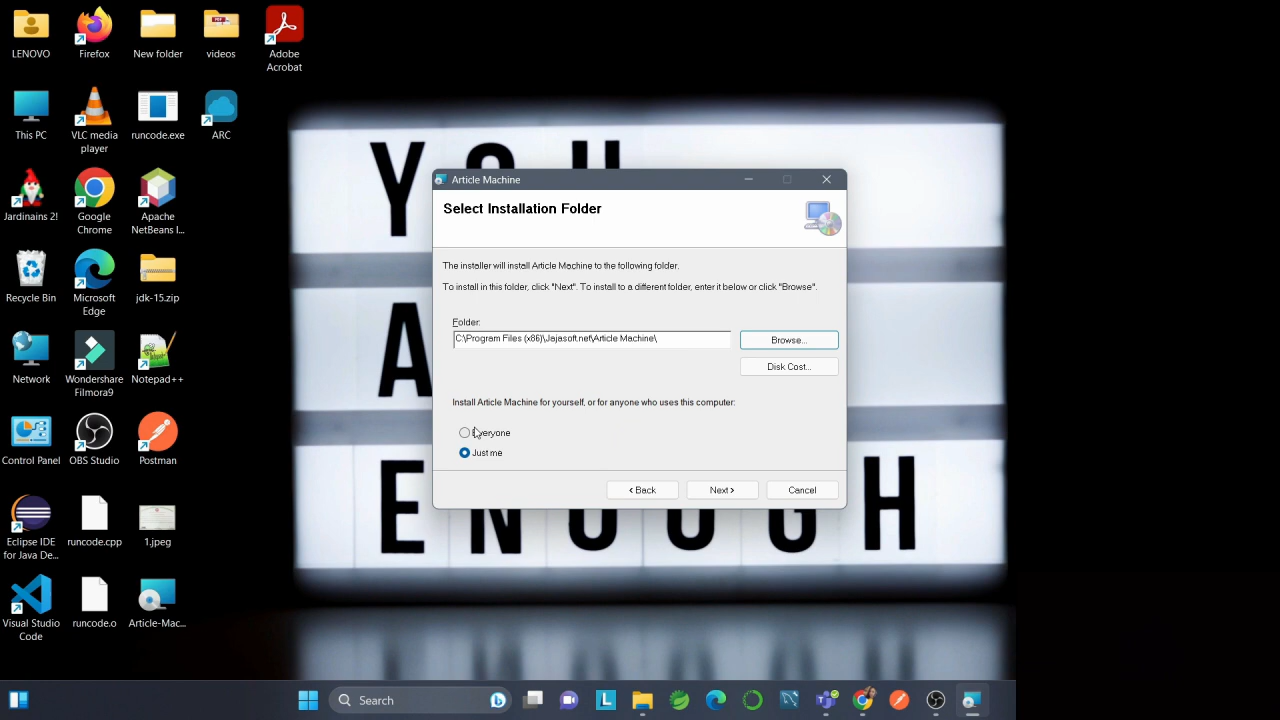 LENOVO
Firefox
New folder
videos
Adobe
Acrobat
This PC
VLC media
player
runcode.exe
ARC
Jardinains 2!
Google
Chrome
Apache
NetBeans I...
Recycle Bin
Microsoft
Edge
jdk-15.zip
Network
Wondershare
Filmora9
Notepad++
Control Panel
OBS Studio
Postman
Eclipse IDE
for Java De...
runcode.cpp
1.jpeg
Visual Studio
Code
runcode.o
Article-Mac...
YOU
A
ENOUGH
Article Machine
Select Installation Folder
The installer will install Article Machine to the following folder.
To install in this folder, click "Next". To install to a different folder, enter it below or click "Browse".
Folder:
C:\Program Files (x86)\Jajasoft.net\Article Machine\
Browse...
Disk Cost...
Install Article Machine for yourself, or for anyone who uses this computer:
Everyone
Just me
< Back
Next >
Cancel
Search